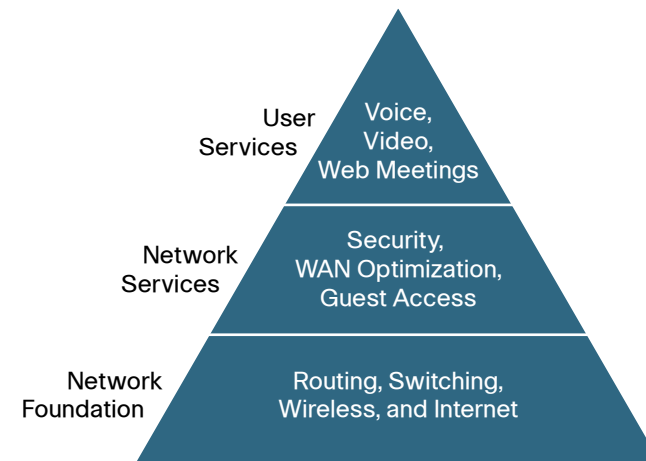 User
Services
Voice,
Video,
Web Meetings
Network
Services
Security,
WAN Optimization,
Guest Access
Network
Foundation
Routing, Switching,
Wireless, and Internet